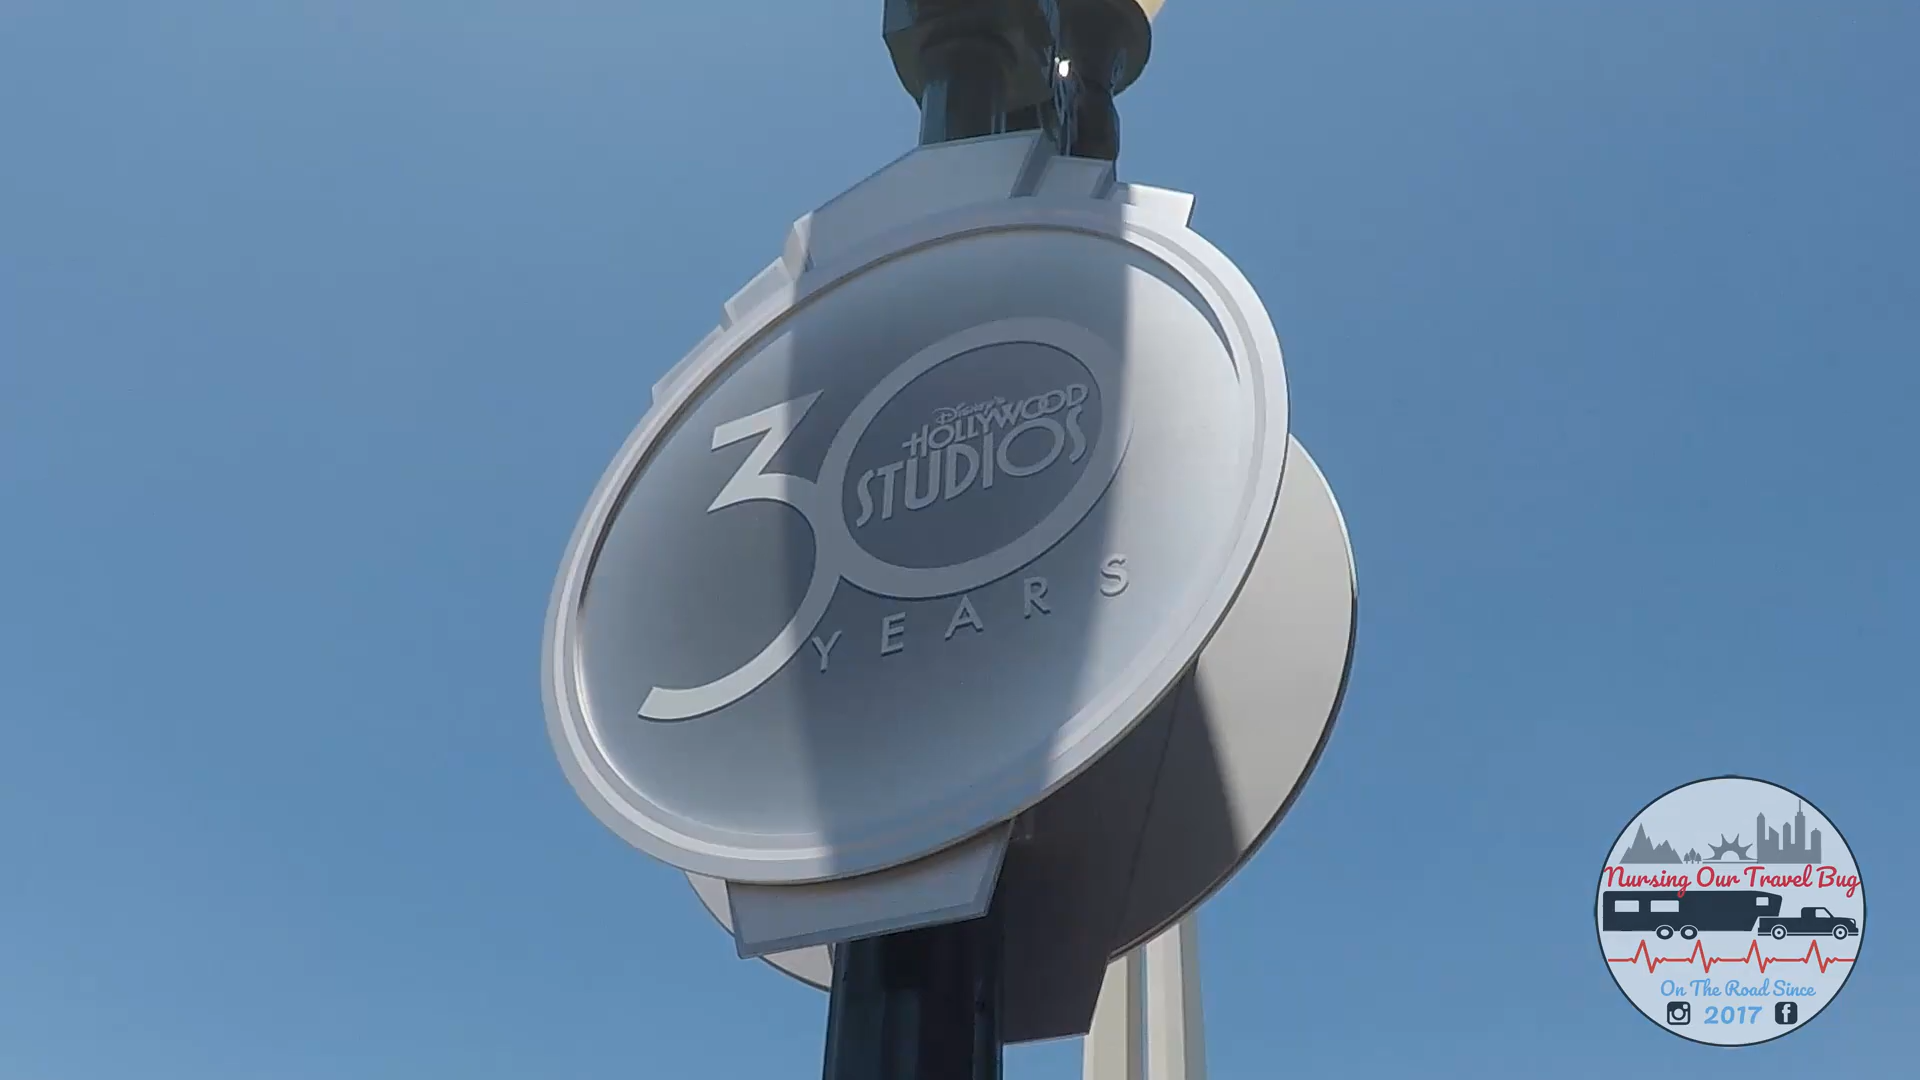 30
Disney's
HOLLYWOOD
STUDIOS
YEARS
Nursing Our Travel Bug
On The Road Since
2017